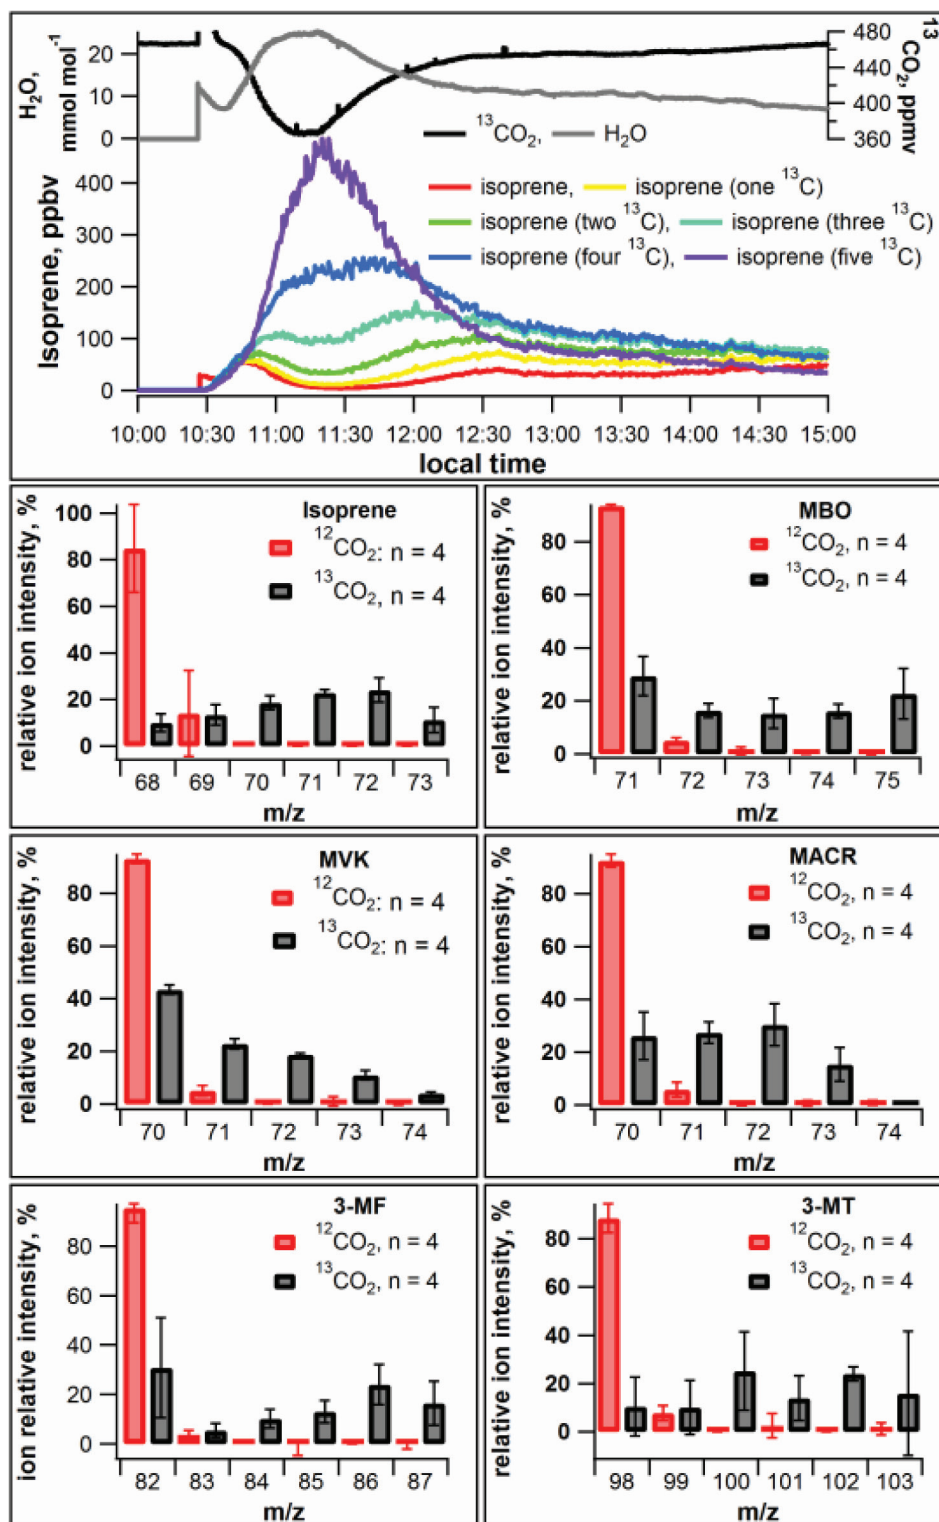 H₂O,
mmol mol⁻¹
20
10
0
480
460
420
400
360
¹³CO₂, ppmv
¹³CO₂, H₂O
Isoprene, ppbv
400
300
200
100
0
isoprene, isoprene (one ¹³C)
isoprene (two ¹³C), isoprene (three ¹³C)
isoprene (four ¹³C), isoprene (five ¹³C)
10:00 10:30 11:00 11:30 12:00 12:30 13:00 13:30 14:00 14:30 15:00
local time
relative ion intensity, %
100
80
60
40
20
0
Isoprene
¹²CO₂: n = 4
¹³CO₂, n = 4
68 69 70 71 72 73
m/z
relative ion intensity, %
80
60
40
20
0
MBO
¹²CO₂, n = 4
¹³CO₂, n = 4
71 72 73 74 75
m/z
relative ion intensity, %
80
60
40
20
0
MVK
¹²CO₂: n = 4
¹³CO₂: n = 4
70 71 72 73 74
m/z
relative ion intensity, %
80
60
40
20
0
MACR
¹²CO₂, n = 4
¹³CO₂, n = 4
70 71 72 73 74
m/z
ion relative intensity, %
80
60
40
20
0
3-MF
¹²CO₂, n = 4
¹³CO₂, n = 4
82 83 84 85 86 87
m/z
relative ion intensity, %
80
60
40
20
0
3-MT
¹²CO₂, n = 4
¹³CO₂, n = 4
98 99 100 101 102 103
m/z